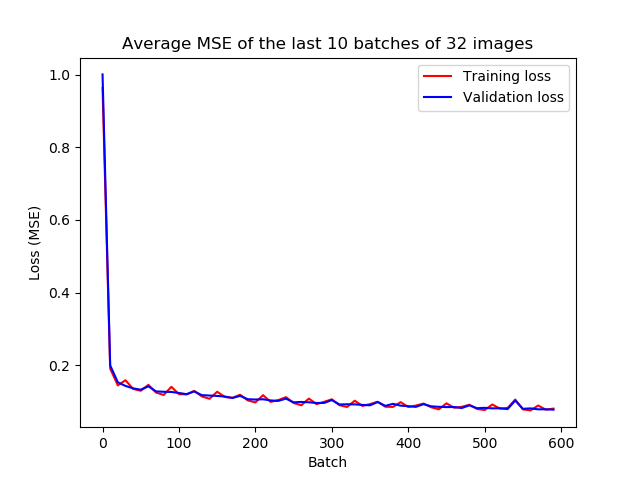 Average MSE of the last 10 batches of 32 images
Training loss
Validation loss
Loss (MSE)
1.0
0.8
0.6
0.4
0.2
0
100
200
300
400
500
600
Batch